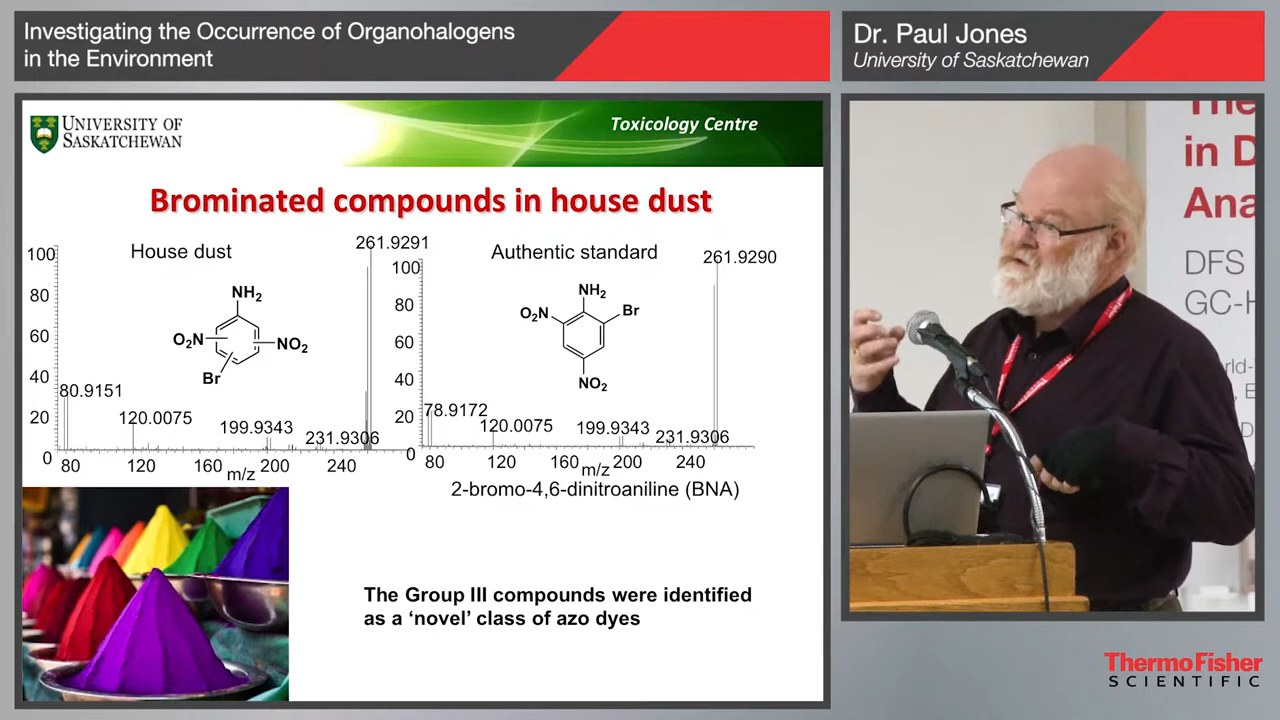 Investigating the Occurrence of Organohalogens
in the Environment
Dr. Paul Jones
University of Saskatchewan
UNIVERSITY OF
SASKATCHEWAN
Toxicology Centre
Brominated compounds in house dust
House dust
261.9291
100
80
60
40
20
0
NH2
O2N
NO2
Br
80.9151
120.0075
199.9343
231.9306
80
120
160
200
240
m/z
Authentic standard
261.9290
100
80
60
40
20
0
NH2
O2N
Br
NO2
78.9172
120.0075
199.9343
231.9306
80
120
160
200
240
m/z
2-bromo-4,6-dinitroaniline (BNA)
The Group III compounds were identified
as a ‘novel’ class of azo dyes
in D
Ana
DFS
GC-H
ThermoFisher
SCIENTIFIC